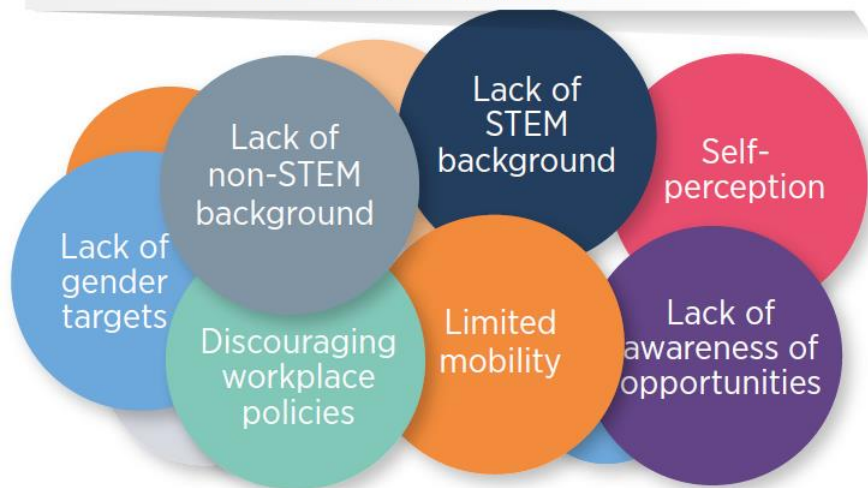 Lack of
non-STEM
background
Lack of
STEM
background
Self-
perception
Lack of
gender
targets
Discouraging
workplace
policies
Limited
mobility
Lack of
awareness of
opportunities